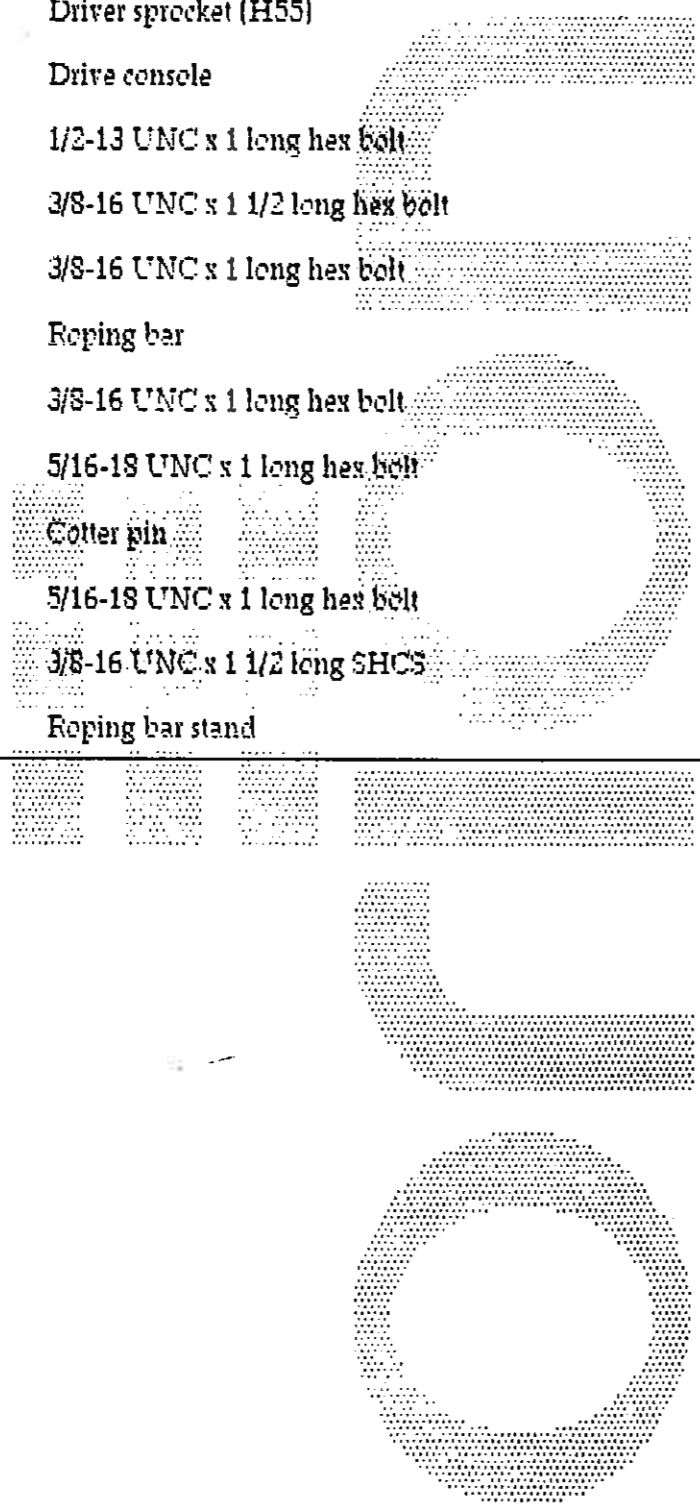 Driver sprocket (H55)
Drive console
1/2-13 UNC x 1 long hex bolt
3/8-16 UNC x 1 1/2 long hex bolt
3/8-16 UNC x 1 long hex bolt
Roping bar
3/8-16 UNC x 1 long hex bolt
5/16-18 UNC x 1 long hex bolt
Cotter pin
5/16-18 UNC x 1 long hex bolt
3/8-16 UNC x 1 1/2 long SHCS
Roping bar stand